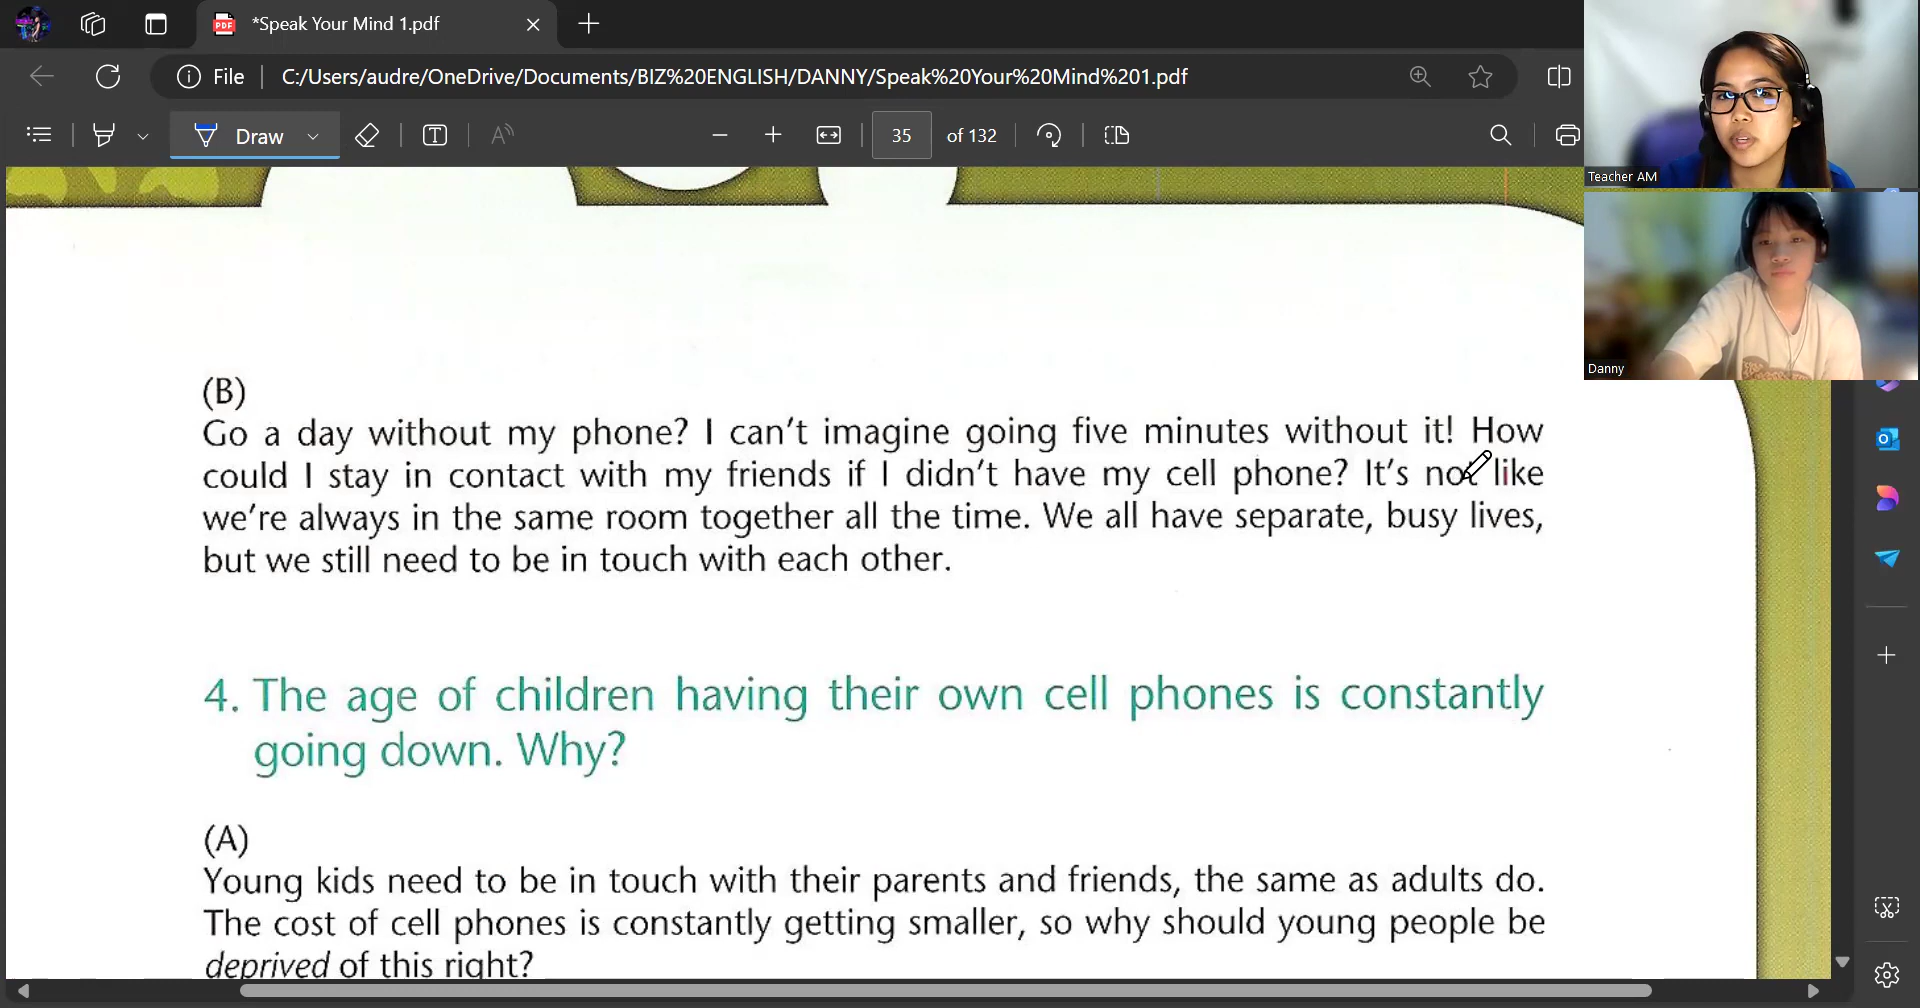 *Speak Your Mind 1.pdf
File
C:/Users/audre/OneDrive/Documents/BIZ%20ENGLISH/DANNY/Speak%20Your%20Mind%201.pdf
Draw
35 of 132
Teacher AM
Danny
(B)
Go a day without my phone? I can't imagine going five minutes without it! How
could I stay in contact with my friends if I didn't have my cell phone? It's not like
we're always in the same room together all the time. We all have separate, busy lives,
but we still need to be in touch with each other.
4. The age of children having their own cell phones is constantly
going down. Why?
(A)
Young kids need to be in touch with their parents and friends, the same as adults do.
The cost of cell phones is constantly getting smaller, so why should young people be
deprived of this right?